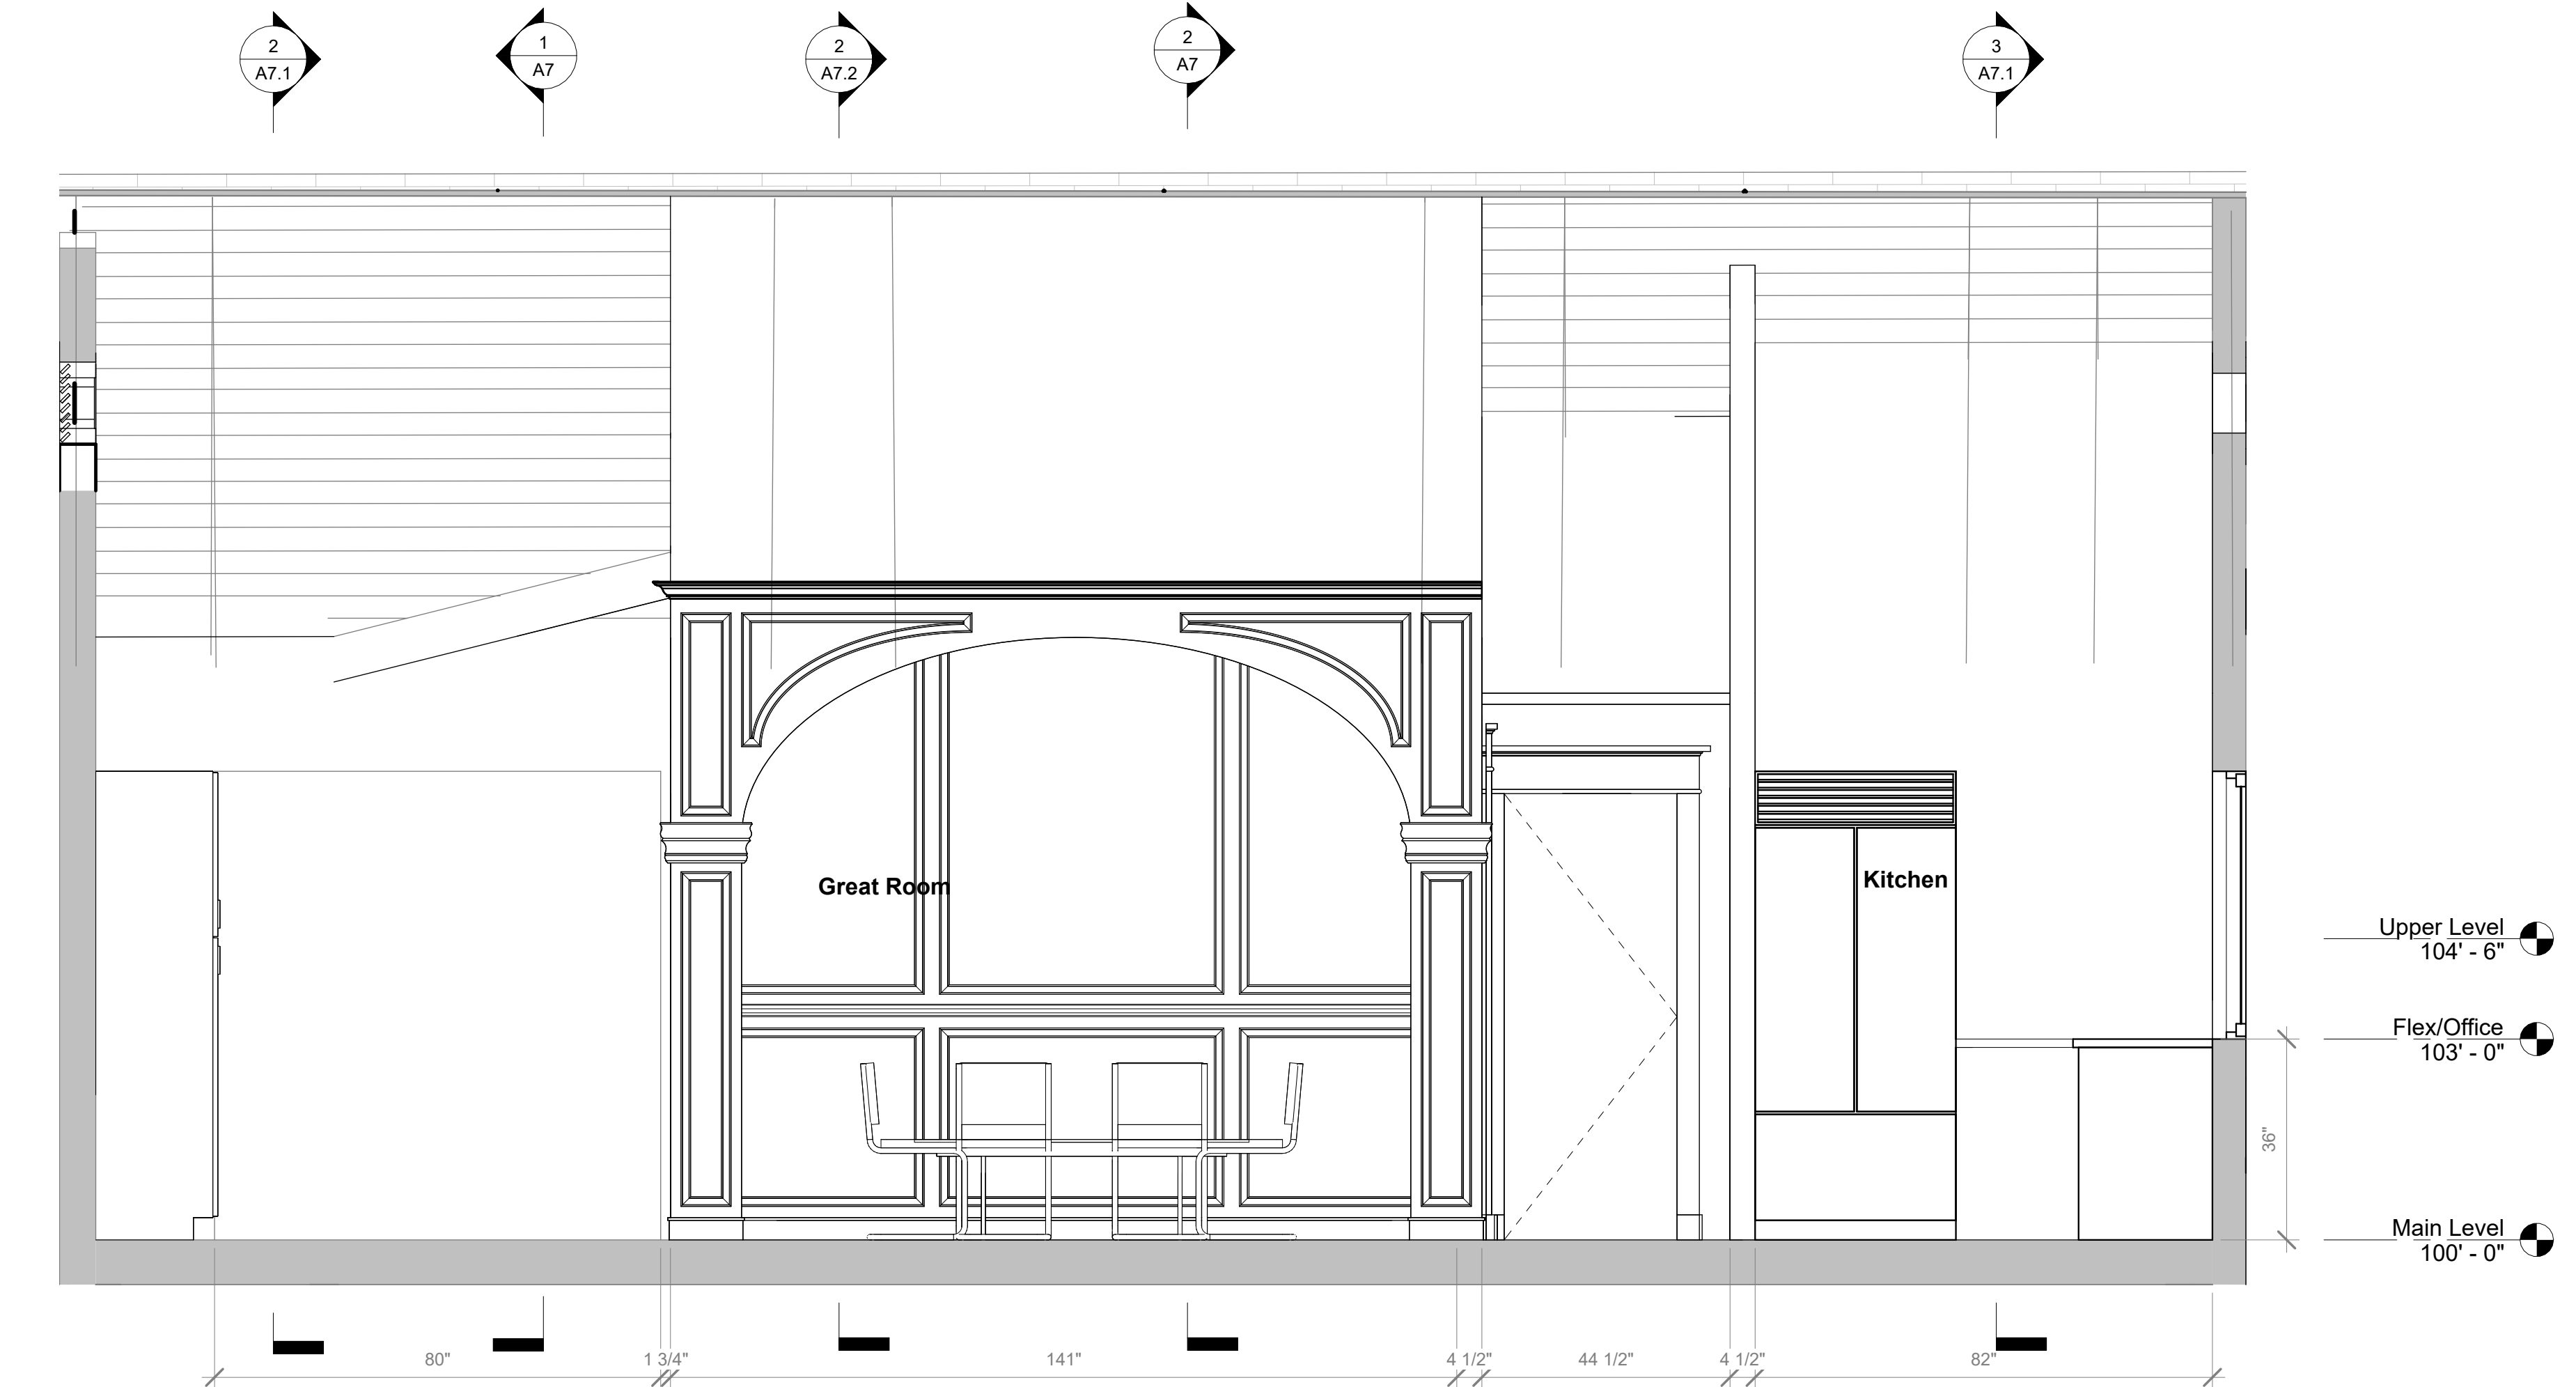 2
A7.1
1
A7
2
A7.2
2
A7
3
A7.1
Great Room
Kitchen
Upper Level
104' - 6"
Flex/Office
103' - 0"
36"
Main Level
100' - 0"
80"
1 3/4"
141"
4 1/2"
44 1/2"
4 1/2"
82"